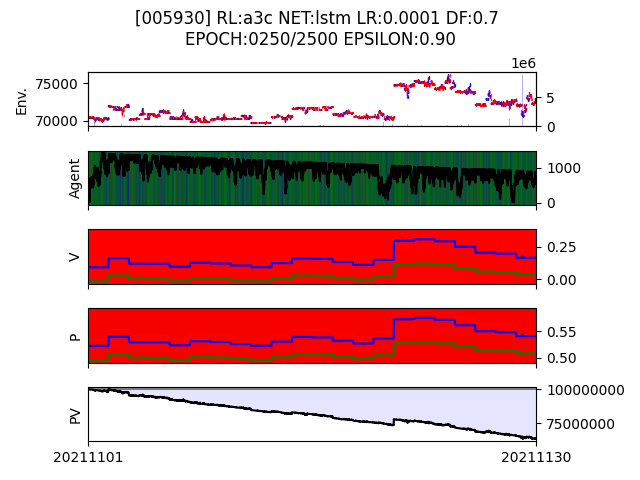 [005930] RL:a3c NET:lstm LR:0.0001 DF:0.7
EPOCH:0250/2500 EPSILON:0.90
1e6
Env.
75000
70000
5
0
Agent
1000
0
V
0.25
0.00
P
0.55
0.50
PV
100000000
75000000
20211101
20211130